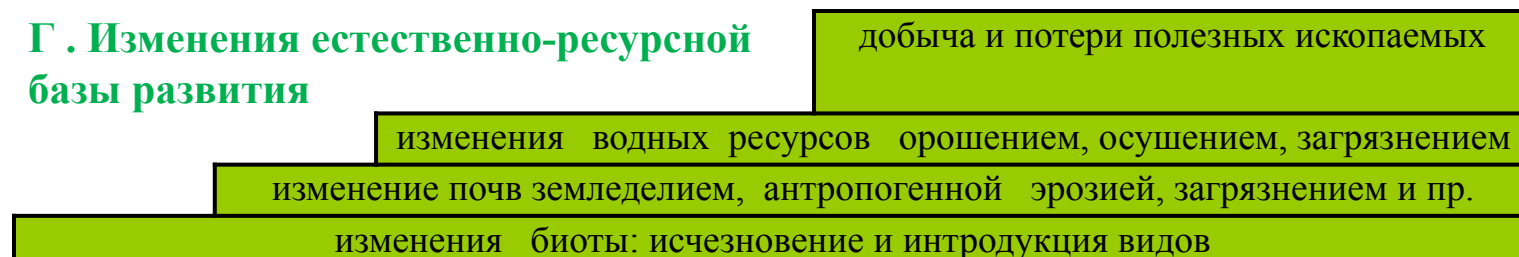 Г . Изменения естественно-ресурсной
базы развития
добыча и потери полезных ископаемых
изменения водных ресурсов орошением, осушением, загрязнением
изменение почв земледелием, антропогенной эрозией, загрязнением и пр.
изменения биоты: исчезновение и интродукция видов